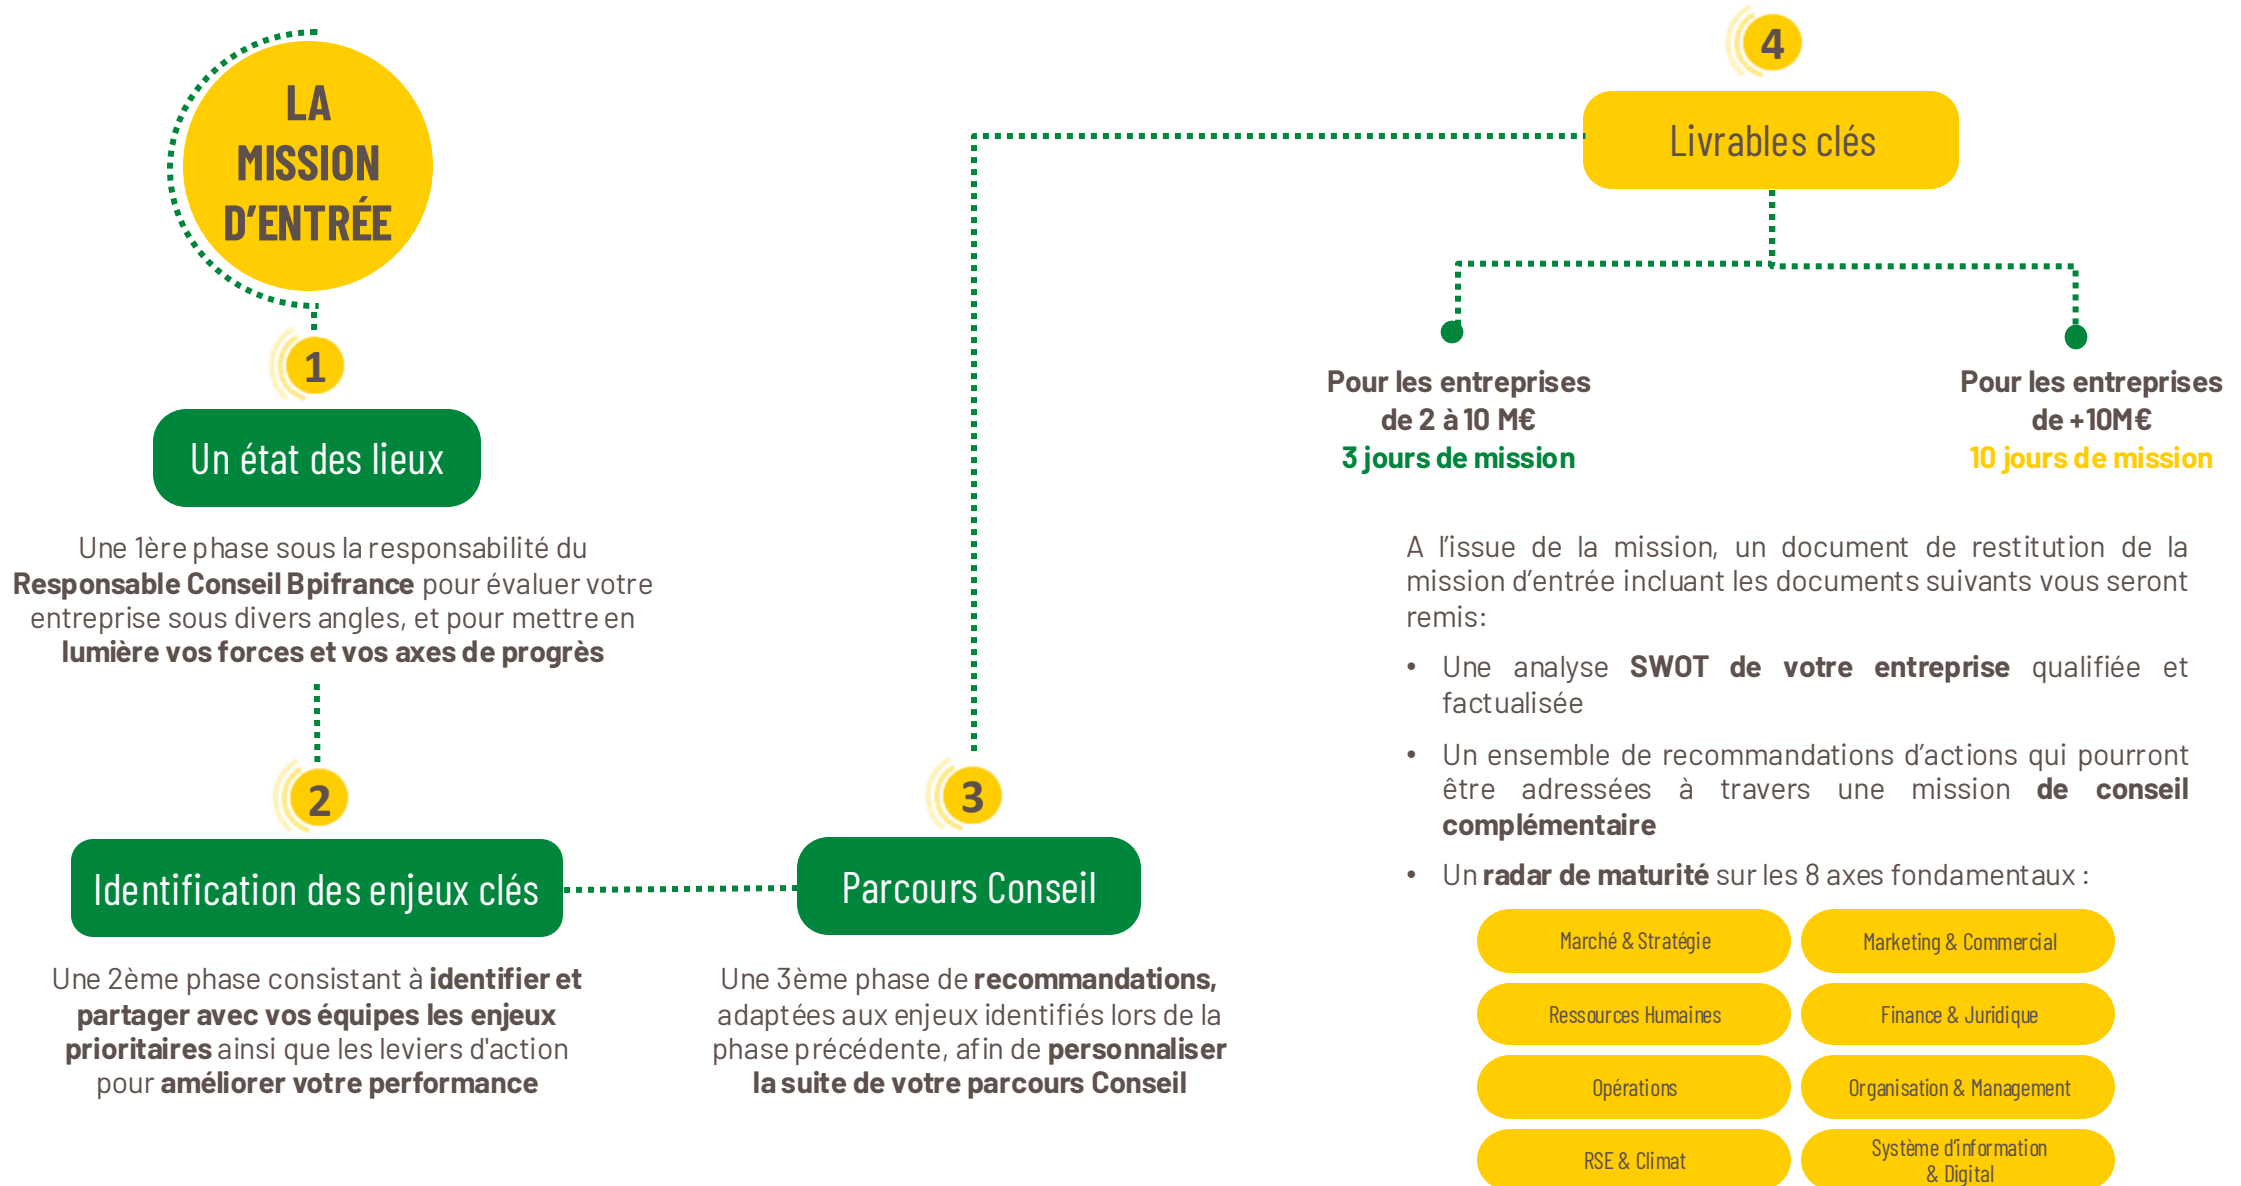 LA
MISSION
D'ENTRÉE
1
Un état des lieux
Une 1ère phase sous la responsabilité du
Responsable Conseil Bpifrance pour évaluer votre
entreprise sous divers angles, et pour mettre en
lumière vos forces et vos axes de progrès
2
Identification des enjeux clés
Une 2ème phase consistant à identifier et
partager avec vos équipes les enjeux
prioritaires ainsi que les leviers d'action
pour améliorer votre performance
3
Parcours Conseil
Une 3ème phase de recommandations,
adaptées aux enjeux identifiés lors de la
phase précédente, afin de personnaliser
la suite de votre parcours Conseil
4
Livrables clés
Pour les entreprises
de 2 à 10 M€
3 jours de mission
Pour les entreprises
de +10M€
10 jours de mission
A l’issue de la mission, un document de restitution de la
mission d’entrée incluant les documents suivants vous seront
remis:
• Une analyse SWOT de votre entreprise qualifiée et
factualisée
• Un ensemble de recommandations d’actions qui pourront
être adressées à travers une mission de conseil
complémentaire
• Un radar de maturité sur les 8 axes fondamentaux :
Marché & Stratégie
Marketing & Commercial
Ressources Humaines
Finance & Juridique
Opérations
Organisation & Management
RSE & Climat
Système d’information
& Digital